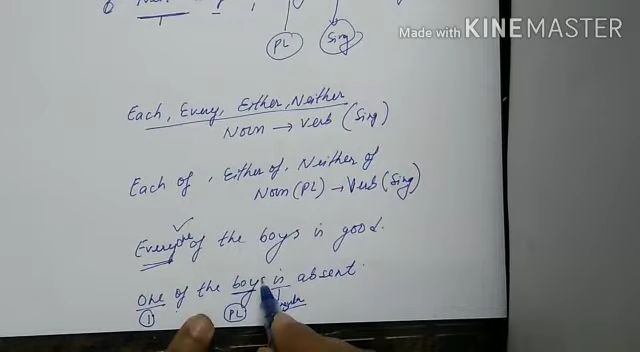 Made with KINEMASTER
PL Sing
Each, Every, Either, Neither
Noun → Verb (Sing)
Each of, Either of, Neither of
Noun (PL) → Verb (Sing)
Everyone of the boys is good.
One of the boys is absent.
1 PL